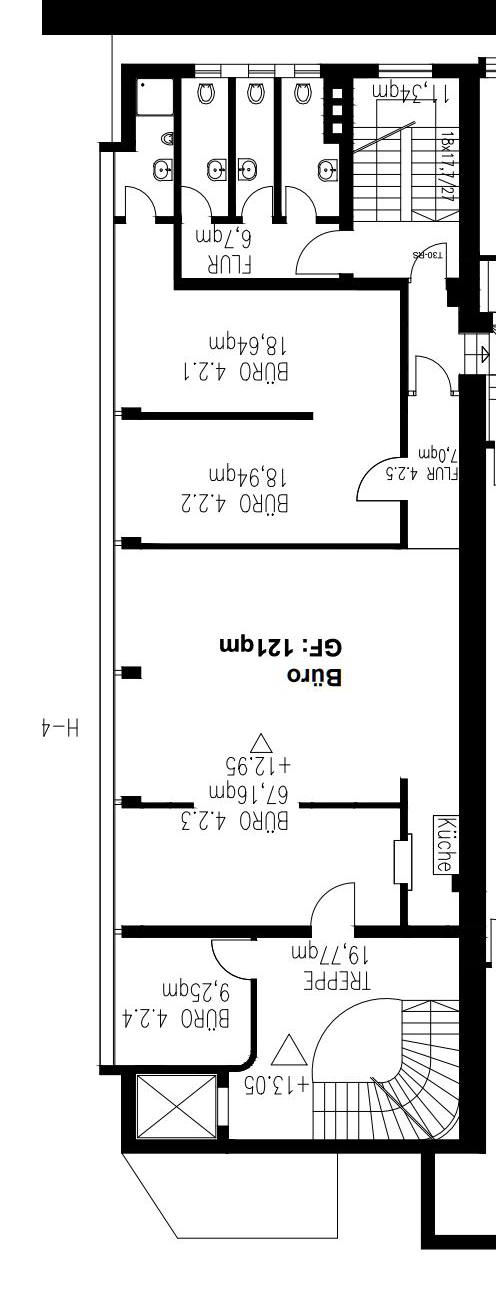 11,34qm
18x17,7/27
FLUR
6,7qm
T30-RS
BÜRO 4.2.1
18,64qm
FLUR 4.2.5
7,0qm
BÜRO 4.2.2
18,94qm
Büro
GF: 121qm
H-4
BÜRO 4.2.3
67,16qm
+12.95
Küche
TREPPE
19,77qm
BÜRO 4.2.4
9,25qm
+13.05